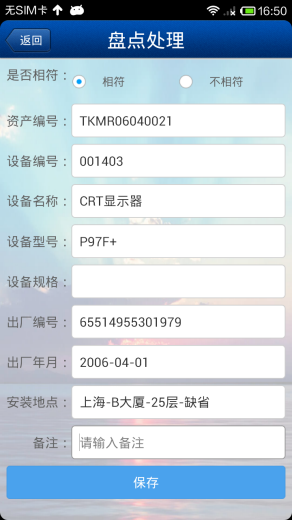 无SIM卡 16:50
返回 盘点处理
是否相符： 相符 不相符
资产编号： TKMR06040021
设备编号： 001403
设备名称： CRT显示器
设备型号： P97F+
设备规格：
出厂编号： 65514955301979
出厂年月： 2006-04-01
安装地点： 上海-B大厦-25层-缺省
备注： 请输入备注
保存